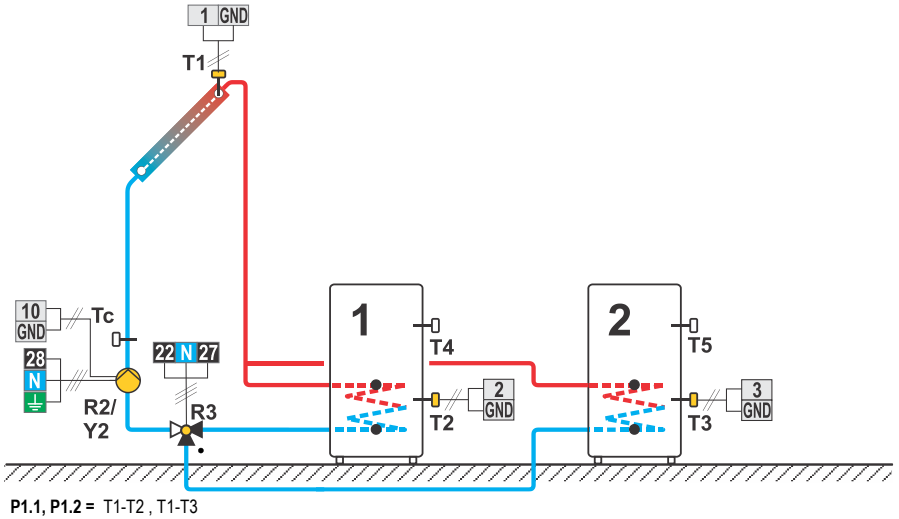 1 GND
T1
10
GND
Tc
28
N
R2/
Y2
22 N 27
R3
1
T4
2
GND
T2
2
T5
3
GND
T3
P1.1, P1.2 = T1-T2 , T1-T3